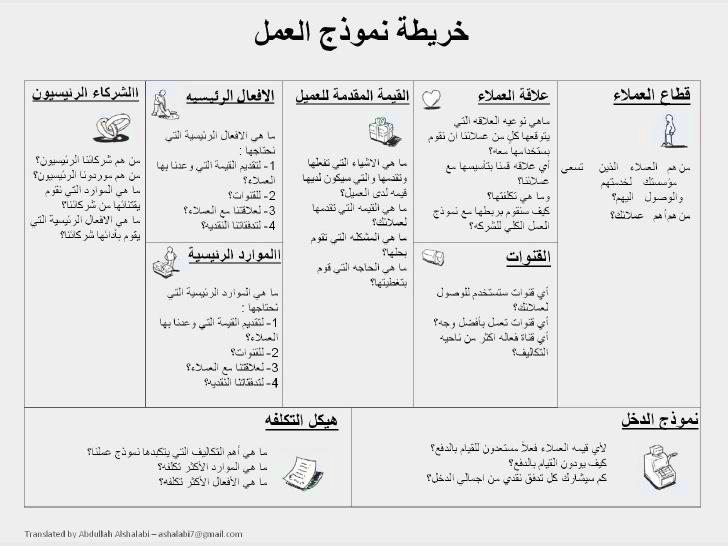 خريطة نموذج العمل
قطاع العملاء
من هم العملاء الذين تسعى
مؤسستك لخدمتهم
والوصول اليهم؟
من هم أهم عملائك؟
علاقة العملاء
ماهي نوعيه العلاقه التي
يتوقعها كل من عملائنا ان نقوم
بستخدامها معه؟
أي علاقه قمنا بتأسيسها مع
عملائنا؟
وما هي تكلفتها؟
كيف سنقوم بربطها مع نموذج
العمل الكلي للشركه؟
القنوات
أي قنوات ستستخدم للوصول
لعملائك؟
أي قنوات تعمل بأفضل وجه؟
أي قناة فعاله اكثر من ناحيه
التكاليف؟
القيمة المقدمة للعميل
ما هي الاشياء التي تفعلها
وتقدمها والتي سيكون لديها
قيمه لدى العميل؟
ما هي القيمه التي تقدمها
لعملائك؟
ما هي المشكله التي تقوم
بحلها؟
ما هي الحاجه التي قوم
بتغطيتها؟
الافعال الرئيسيه
ما هي الافعال الرئيسية التي
نحتاجها :
1- لتقديم القيمة التي وعدنا بها
العملاء؟
2- للقنوات؟
3- لعلاقتنا مع العملاء؟
4- لتدفقاتنا النقديه؟
االموارد الرئيسية
ما هي الموارد الرئيسية التي
نحتاجها :
1- لتقديم القيمة التي وعدنا بها
العملاء؟
2- للقنوات؟
3- لعلاقتنا مع العملاء؟
4- لتدفقاتنا النقديه؟
االشركاء الرئيسيون
من هم شركائنا الرئيسيون؟
من هم موردونا الرئيسيون؟
ما هي الموارد التي نقوم
يقتنائها من شركائنا؟
ما هي الافعال الرئيسية التي
يقوم بأدائها شركائنا؟
نموذج الدخل
لأي قيمه العملاء فعلاً مستعدون للقيام بالدفع؟
كيف يودون القيام بالدفع؟
كم سيشارك كل تدفق نقدي من اجمالي الدخل؟
هيكل التكلفه
ما هي أهم التكاليف التي يتكبدها نموذج عملنا؟
ما هي الموارد الأكثر تكلفه؟
ما هي الأفعال الأكثر تكلفه؟
Translated by Abdullah Alshalabi – ashalabi7@gmail.com